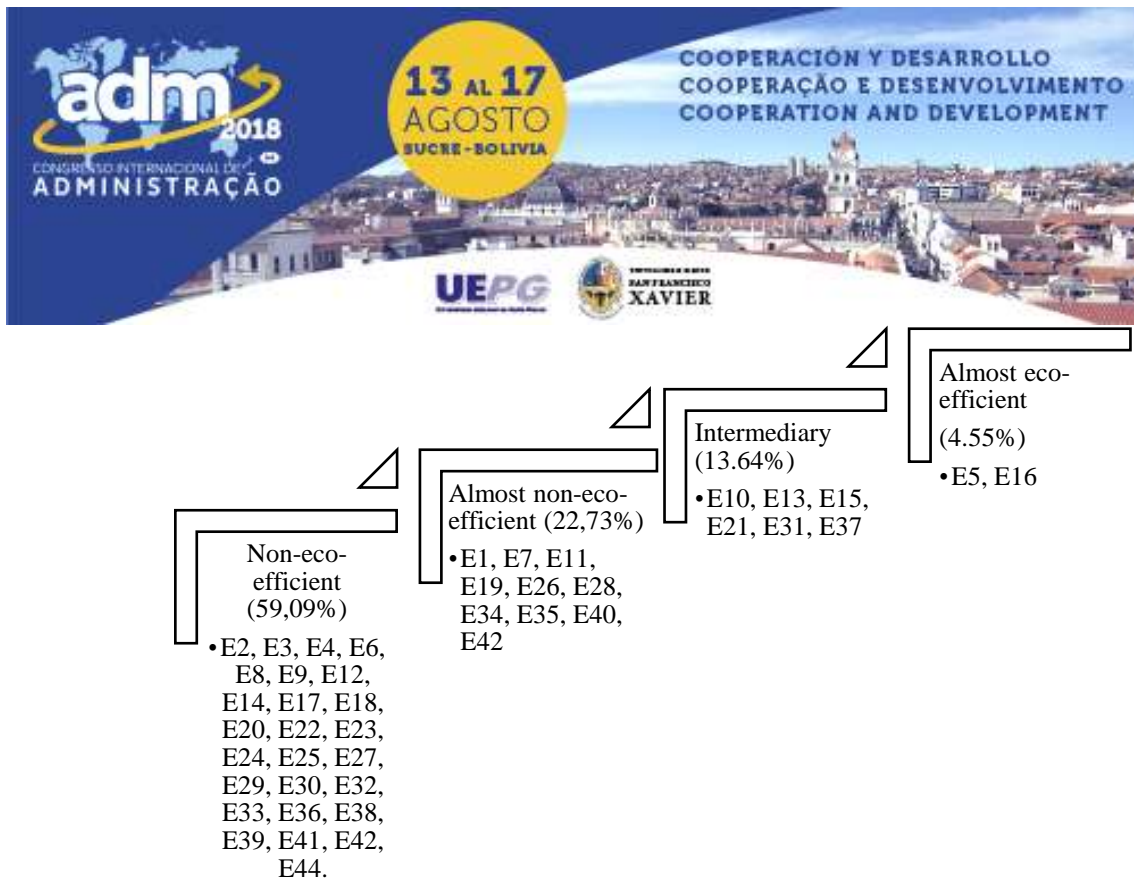 adm
2018
CONGRESSO INTERNACIONAL DE
ADMINISTRAÇÃO
13 AL 17
AGOSTO
SUCRE-BOLIVIA
COOPERACIÓN Y DESARROLLO
COOPERAÇÃO E DESENVOLVIMENTO
COOPERATION AND DEVELOPMENT
UEPG
SAN FRANCISCO
XAVIER
Almost eco-
efficient
(4.55%)
•E5, E16
Intermediary
(13.64%)
•E10, E13, E15,
E21, E31, E37
Almost non-eco-
efficient (22,73%)
•E1, E7, E11,
E19, E26, E28,
E34, E35, E40,
E42
Non-eco-
efficient
(59,09%)
•E2, E3, E4, E6,
E8, E9, E12,
E14, E17, E18,
E20, E22, E23,
E24, E25, E27,
E29, E30, E32,
E33, E36, E38,
E39, E41, E42,
E44.